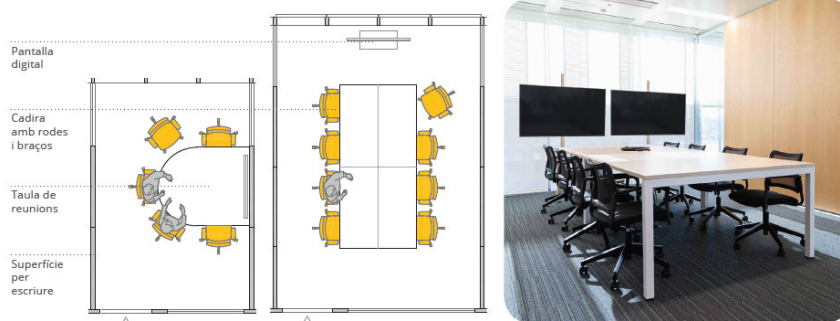 Pantalla
digital
Cadira
amb rodes
i braços
Taula de
reunions
Superfície
per
escriure